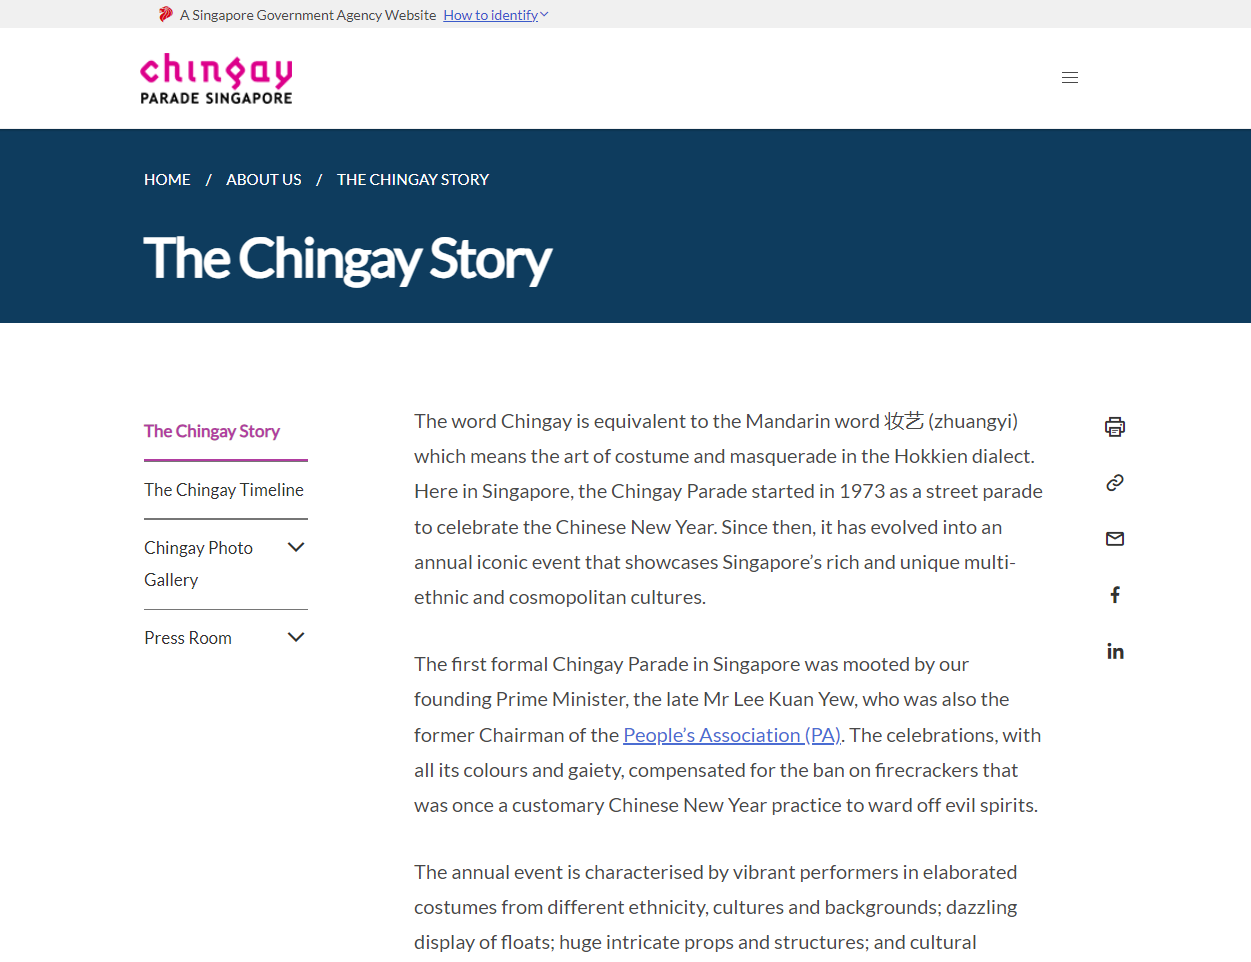 A Singapore Government Agency Website How to identify
chingay
PARADE SINGAPORE
HOME / ABOUT US / THE CHINGAY STORY
The Chingay Story
The Chingay Story
The Chingay Timeline
Chingay Photo
Gallery
Press Room
The word Chingay is equivalent to the Mandarin word 妆艺 (zhuangyi)
which means the art of costume and masquerade in the Hokkien dialect.
Here in Singapore, the Chingay Parade started in 1973 as a street parade
to celebrate the Chinese New Year. Since then, it has evolved into an
annual iconic event that showcases Singapore’s rich and unique multi-
ethnic and cosmopolitan cultures.
The first formal Chingay Parade in Singapore was mooted by our
founding Prime Minister, the late Mr Lee Kuan Yew, who was also the
former Chairman of the People’s Association (PA). The celebrations, with
all its colours and gaiety, compensated for the ban on firecrackers that
was once a customary Chinese New Year practice to ward off evil spirits.
The annual event is characterised by vibrant performers in elaborated
costumes from different ethnicity, cultures and backgrounds; dazzling
display of floats; huge intricate props and structures; and cultural